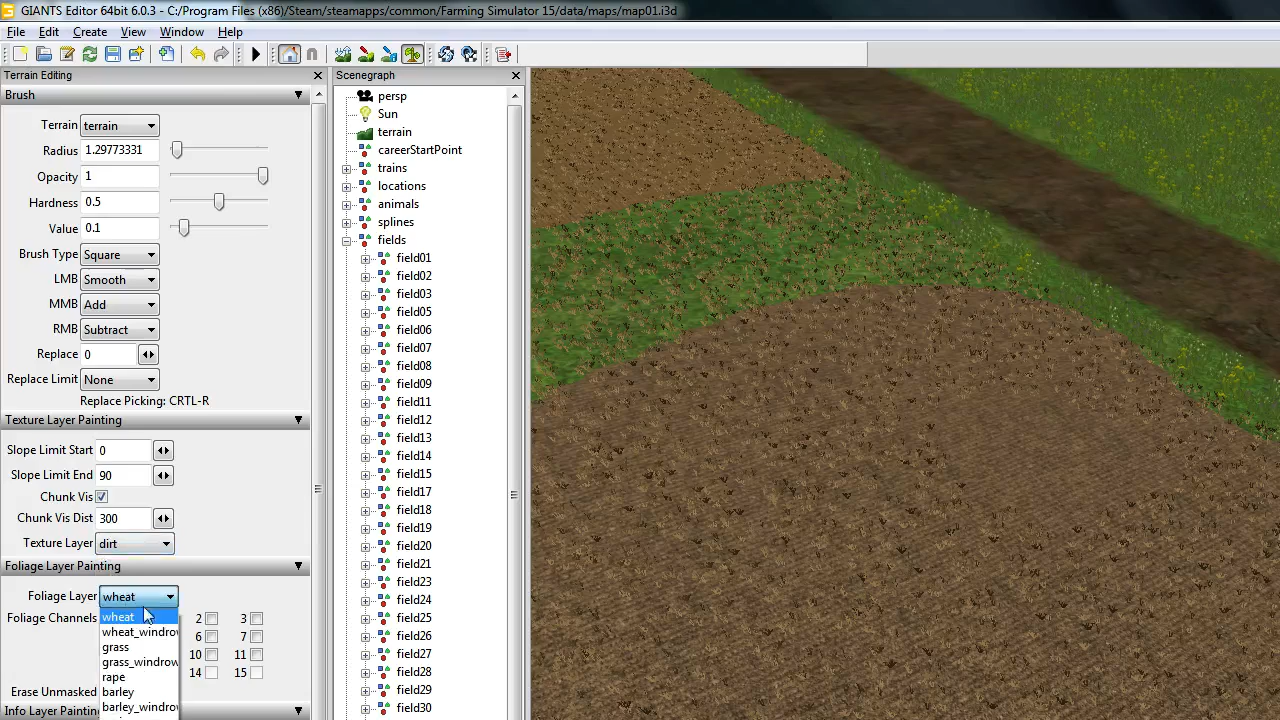 GIANTS Editor 64bit 6.0.3 - C:/Program Files (x86)/Steam/steamapps/common/Farming Simulator 15/data/maps/map01.i3d
File Edit Create View Window Help
Terrain Editing
Brush
Terrain terrain
Radius 1.29773331
Opacity 1
Hardness 0.5
Value 0.1
Brush Type Square
LMB Smooth
MMB Add
RMB Subtract
Replace 0
Replace Limit None
Replace Picking: CRTL-R
Texture Layer Painting
Slope Limit Start 0
Slope Limit End 90
Chunk Vis
Chunk Vis Dist 300
Texture Layer dirt
Foliage Layer Painting
Foliage Layer wheat
Foliage Channels
wheat
wheat_windrow
grass
grass_windrow
rape
barley
barley_windrow
2 3
6 7
10 11
14 15
Erase Unmasked
Info Layer Painting
Scenegraph
persp
Sun
terrain
careerStartPoint
trains
locations
animals
splines
fields
field01
field02
field03
field05
field06
field07
field08
field09
field11
field12
field13
field14
field15
field17
field18
field19
field20
field21
field23
field24
field25
field26
field27
field28
field29
field30